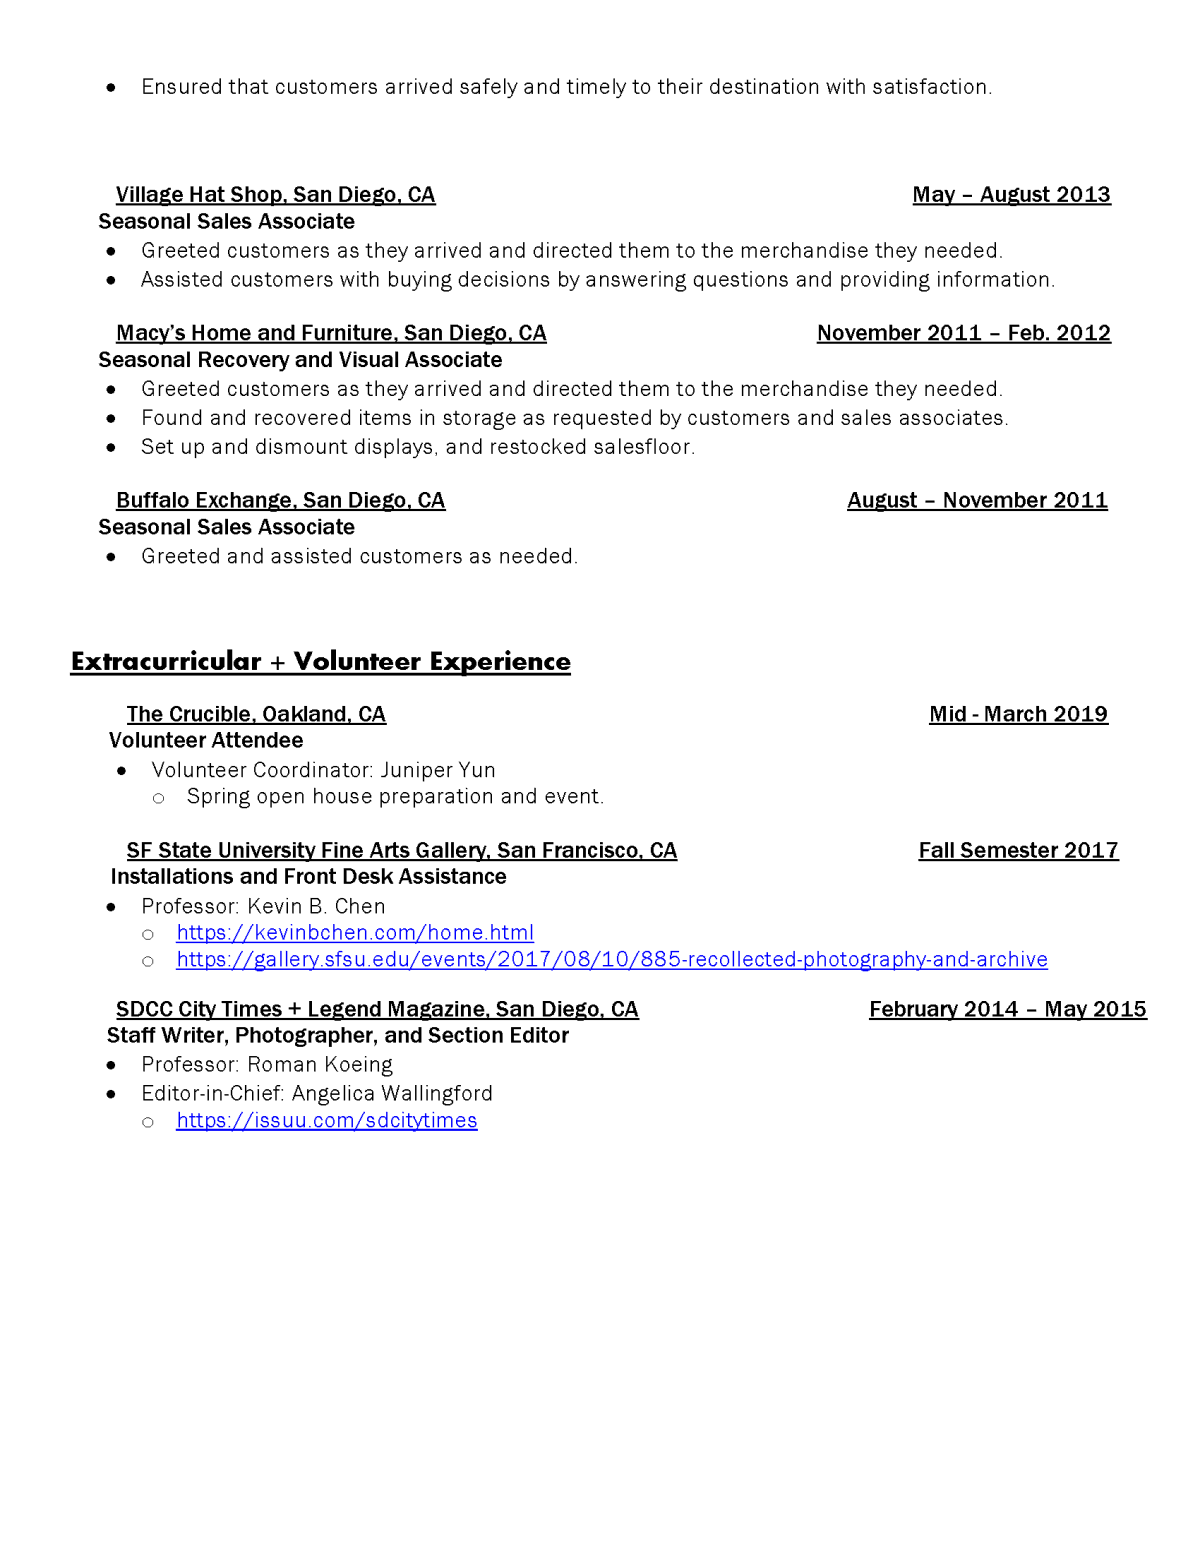 • Ensured that customers arrived safely and timely to their destination with satisfaction.
Village Hat Shop, San Diego, CA May – August 2013
Seasonal Sales Associate
• Greeted customers as they arrived and directed them to the merchandise they needed.
• Assisted customers with buying decisions by answering questions and providing information.
Macy's Home and Furniture, San Diego, CA November 2011 – Feb. 2012
Seasonal Recovery and Visual Associate
• Greeted customers as they arrived and directed them to the merchandise they needed.
• Found and recovered items in storage as requested by customers and sales associates.
• Set up and dismount displays, and restocked salesfloor.
Buffalo Exchange, San Diego, CA August – November 2011
Seasonal Sales Associate
• Greeted and assisted customers as needed.
Extracurricular + Volunteer Experience
The Crucible, Oakland, CA Mid - March 2019
Volunteer Attendee
• Volunteer Coordinator: Juniper Yun
o Spring open house preparation and event.
SF State University Fine Arts Gallery, San Francisco, CA Fall Semester 2017
Installations and Front Desk Assistance
• Professor: Kevin B. Chen
o https://kevinbchen.com/home.html
o https://gallery.sfsu.edu/events/2017/08/10/885-recollected-photography-and-archive
SDCC City Times + Legend Magazine, San Diego, CA February 2014 – May 2015
Staff Writer, Photographer, and Section Editor
• Professor: Roman Koeing
• Editor-in-Chief: Angelica Wallingford
o https://issuu.com/sdcitytimes